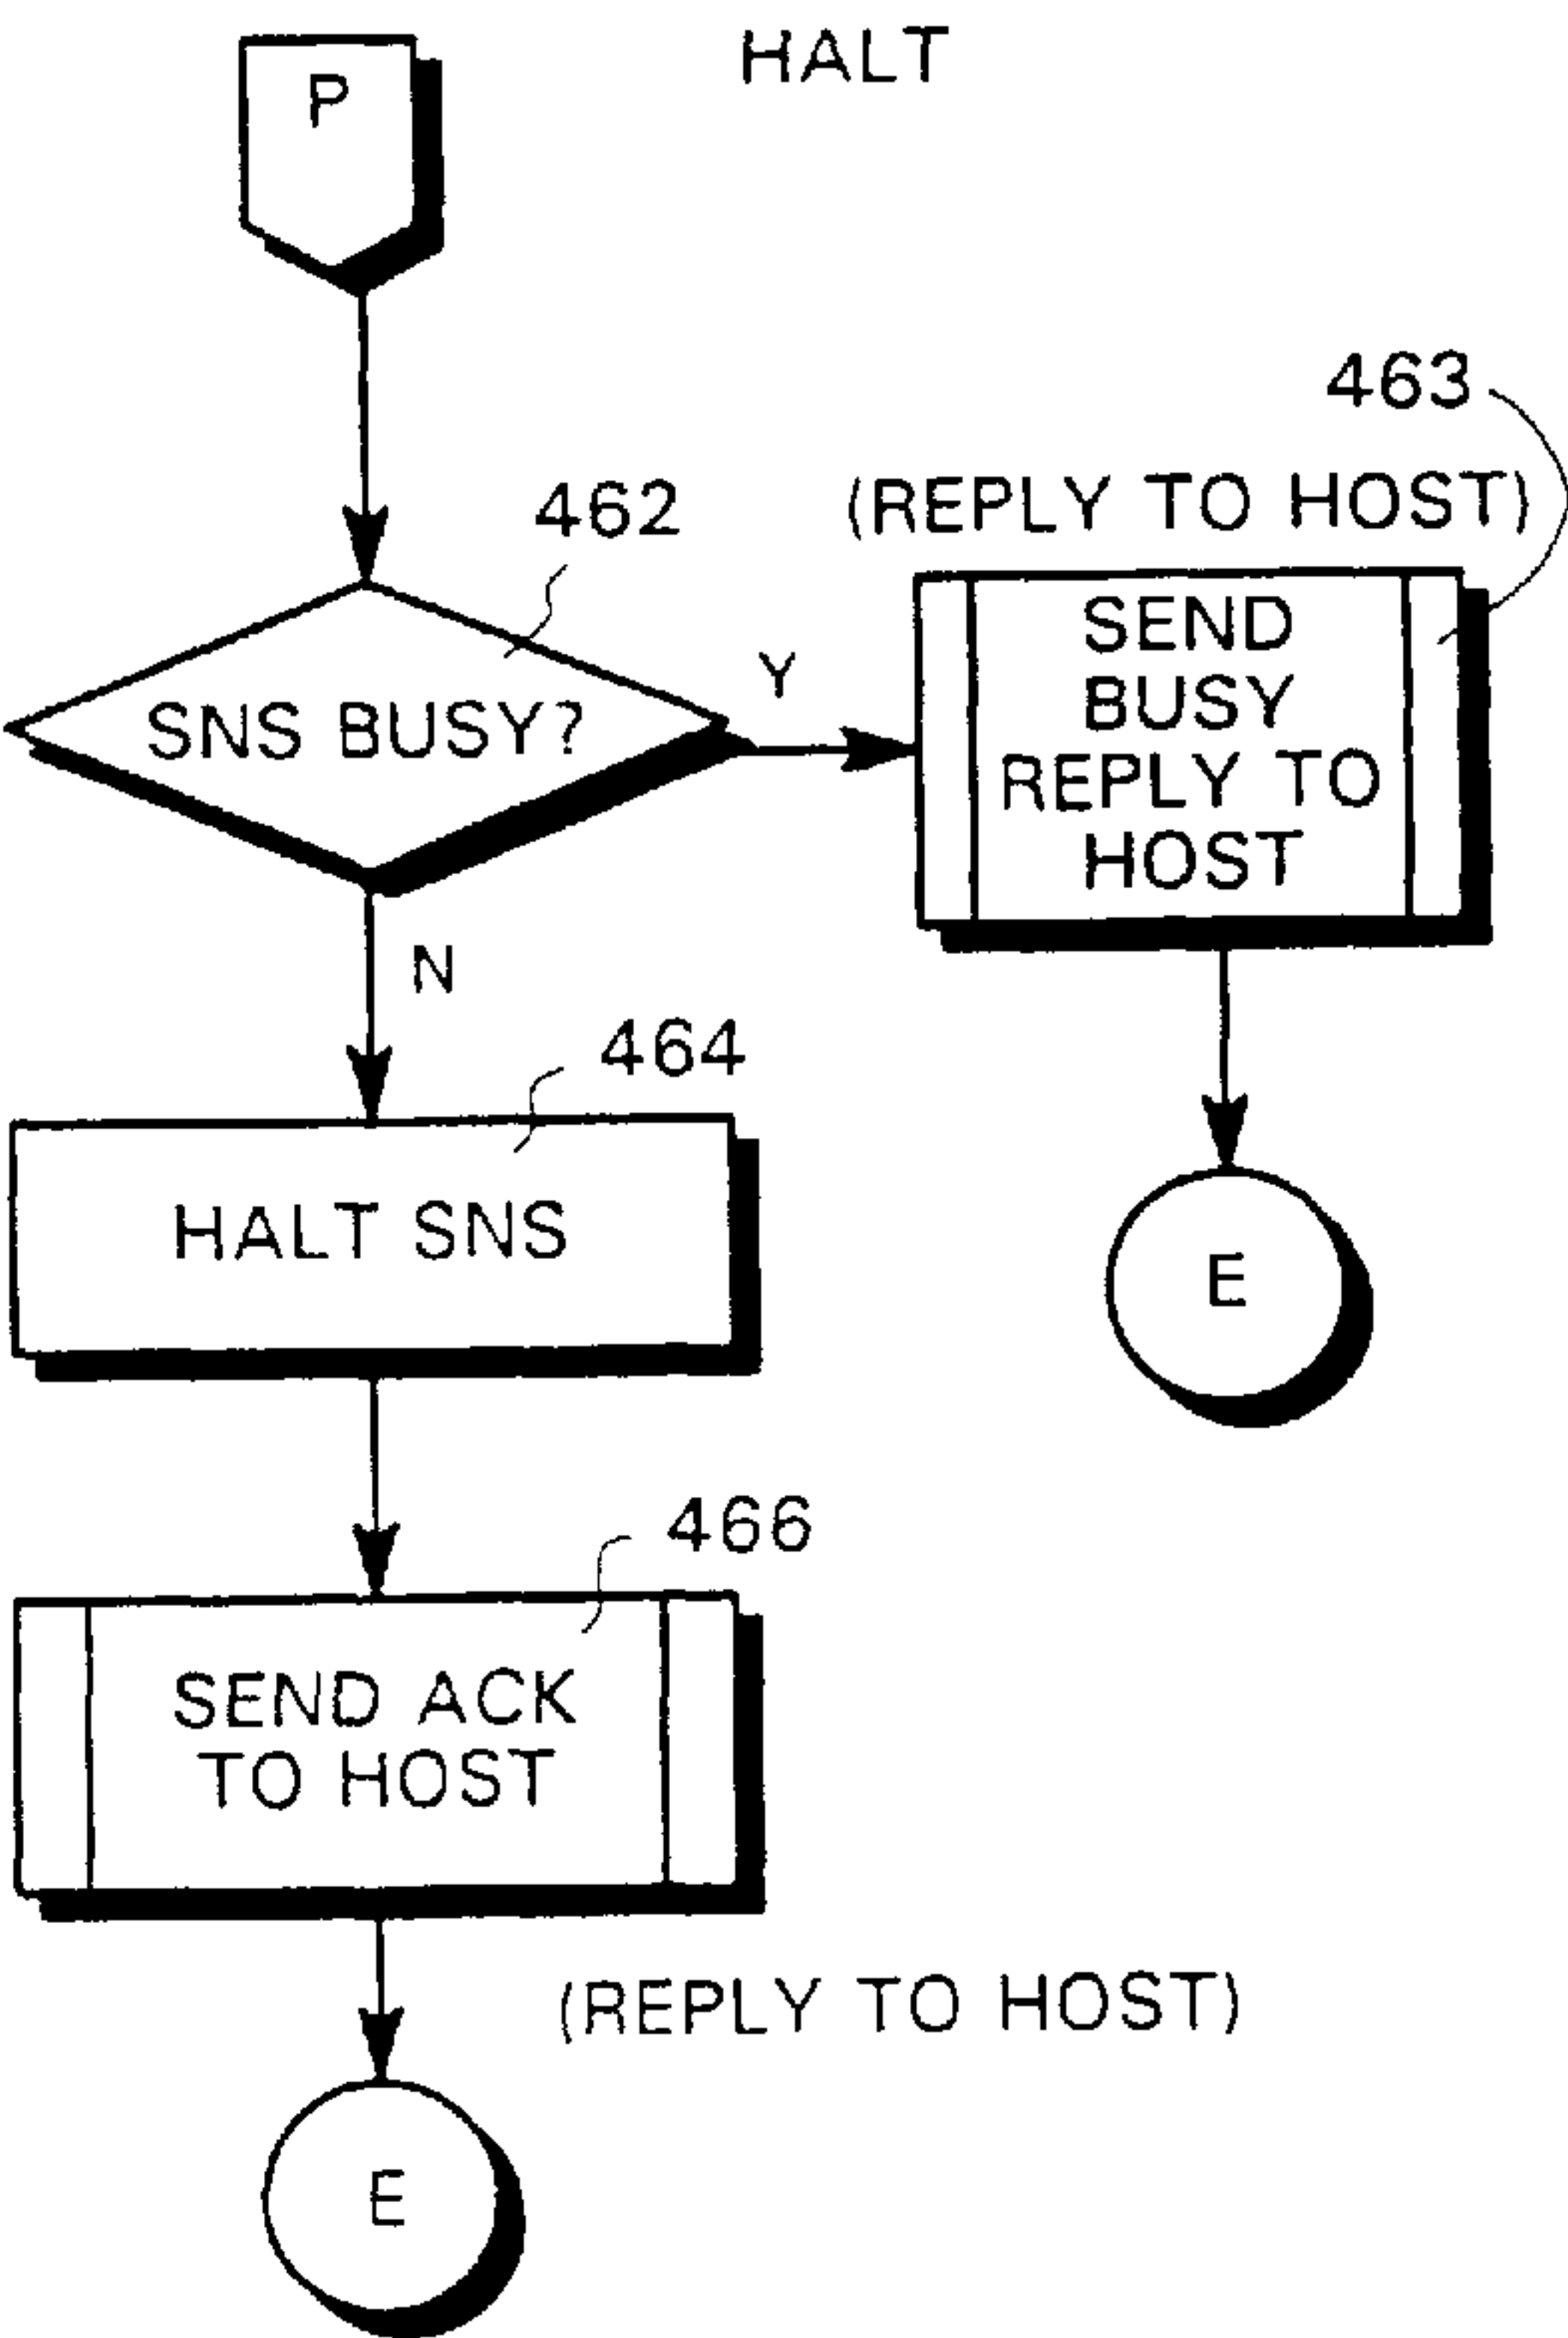 HALT
P
463
462
(REPLY TO HOST)
SEND
BUSY
REPLY TO
HOST
Y
SNS BUSY?
N
464
HALT SNS
E
466
SEND ACK
TO HOST
(REPLY TO HOST)
E